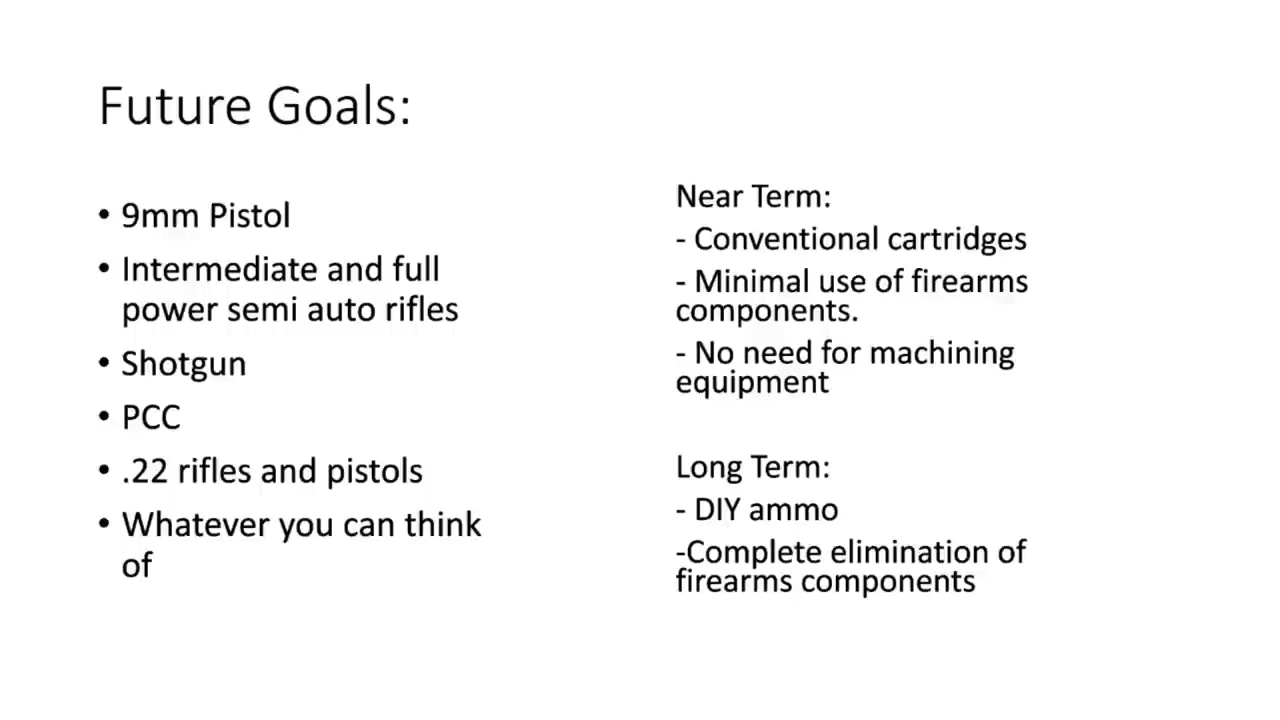 Future Goals:
• 9mm Pistol
• Intermediate and full
power semi auto rifles
• Shotgun
• PCC
• .22 rifles and pistols
• Whatever you can think
of
Near Term:
- Conventional cartridges
- Minimal use of firearms
components.
- No need for machining
equipment
Long Term:
- DIY ammo
-Complete elimination of
firearms components